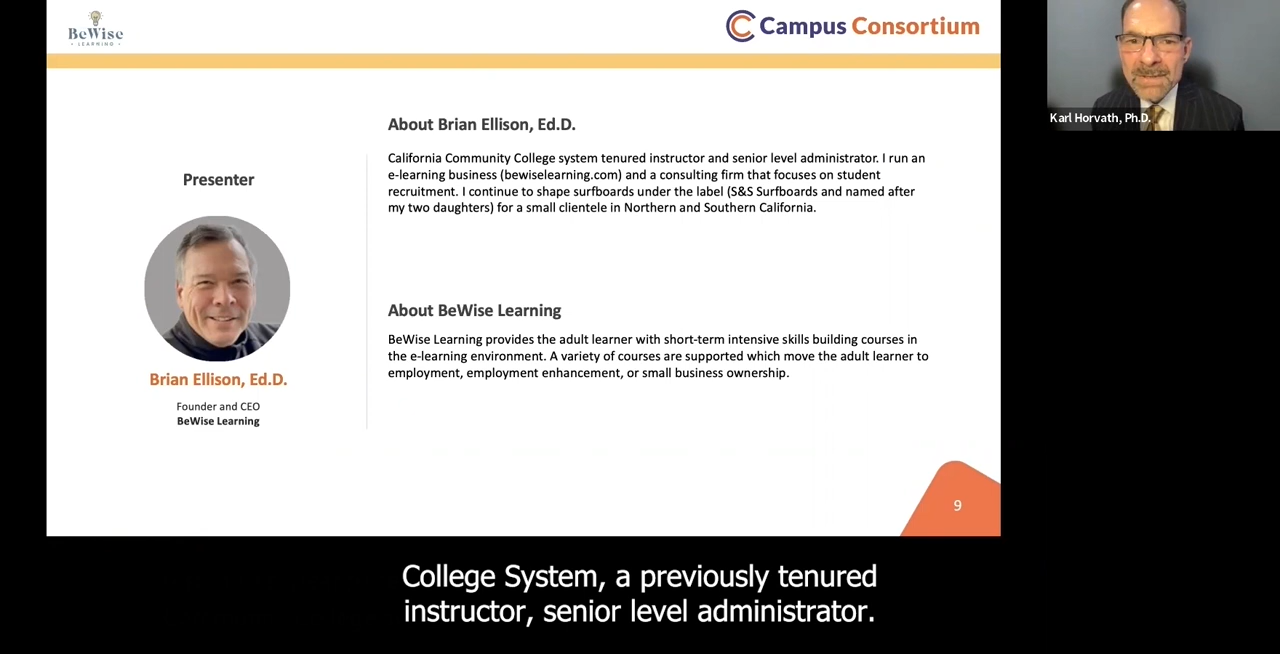 BeWise
LEARNING
Campus Consortium
Karl Horvath, Ph.D.
Presenter
Brian Ellison, Ed.D.
Founder and CEO
BeWise Learning
About Brian Ellison, Ed.D.
California Community College system tenured instructor and senior level administrator. I run an
e-learning business (bewiselearning.com) and a consulting firm that focuses on student
recruitment. I continue to shape surfboards under the label (S&S Surfboards and named after
my two daughters) for a small clientele in Northern and Southern California.
About BeWise Learning
BeWise Learning provides the adult learner with short-term intensive skills building courses in
the e-learning environment. A variety of courses are supported which move the adult learner to
employment, employment enhancement, or small business ownership.
9
College System, a previously tenured
instructor, senior level administrator.